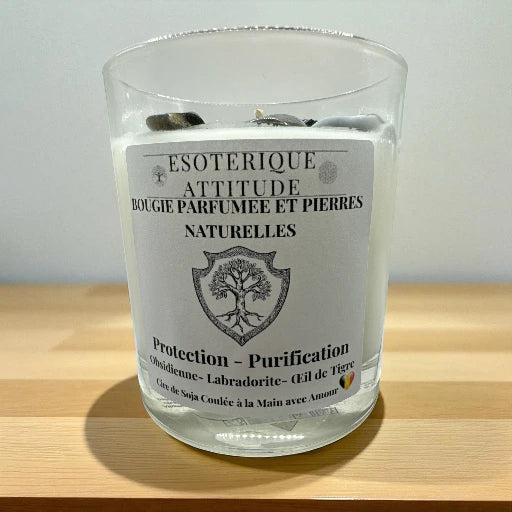 ESOTERIQUE
ATTITUDE
BOUGIE PARFUMEE ET PIERRES
NATURELLES
Protection - Purification
Obsidienne- Labradorite- Œil de Tigre
Cire de Soja Coulée à la Main avec Amour